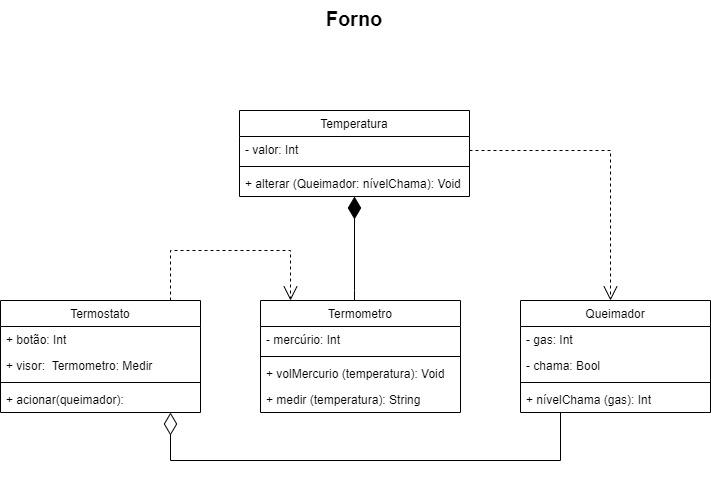 Forno
Temperatura
- valor: Int
+ alterar (Queimador: nívelChama): Void
Termostato
+ botão: Int
+ visor:  Termometro: Medir
+ acionar(queimador):
Termometro
- mercúrio: Int
+ volMercurio (temperatura): Void
+ medir (temperatura): String
Queimador
- gas: Int
- chama: Bool
+ nívelChama (gas): Int